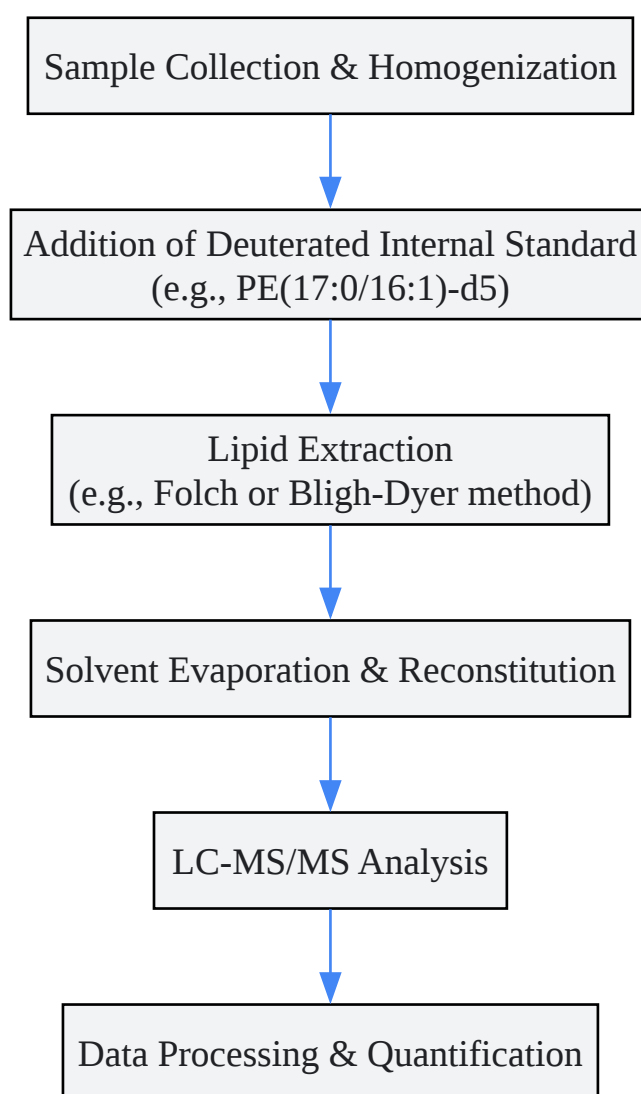 Sample Collection & Homogenization
Addition of Deuterated Internal Standard
(e.g., PE(17:0/16:1)-d5)
Lipid Extraction
(e.g., Folch or Bligh-Dyer method)
Solvent Evaporation & Reconstitution
LC-MS/MS Analysis
Data Processing & Quantification